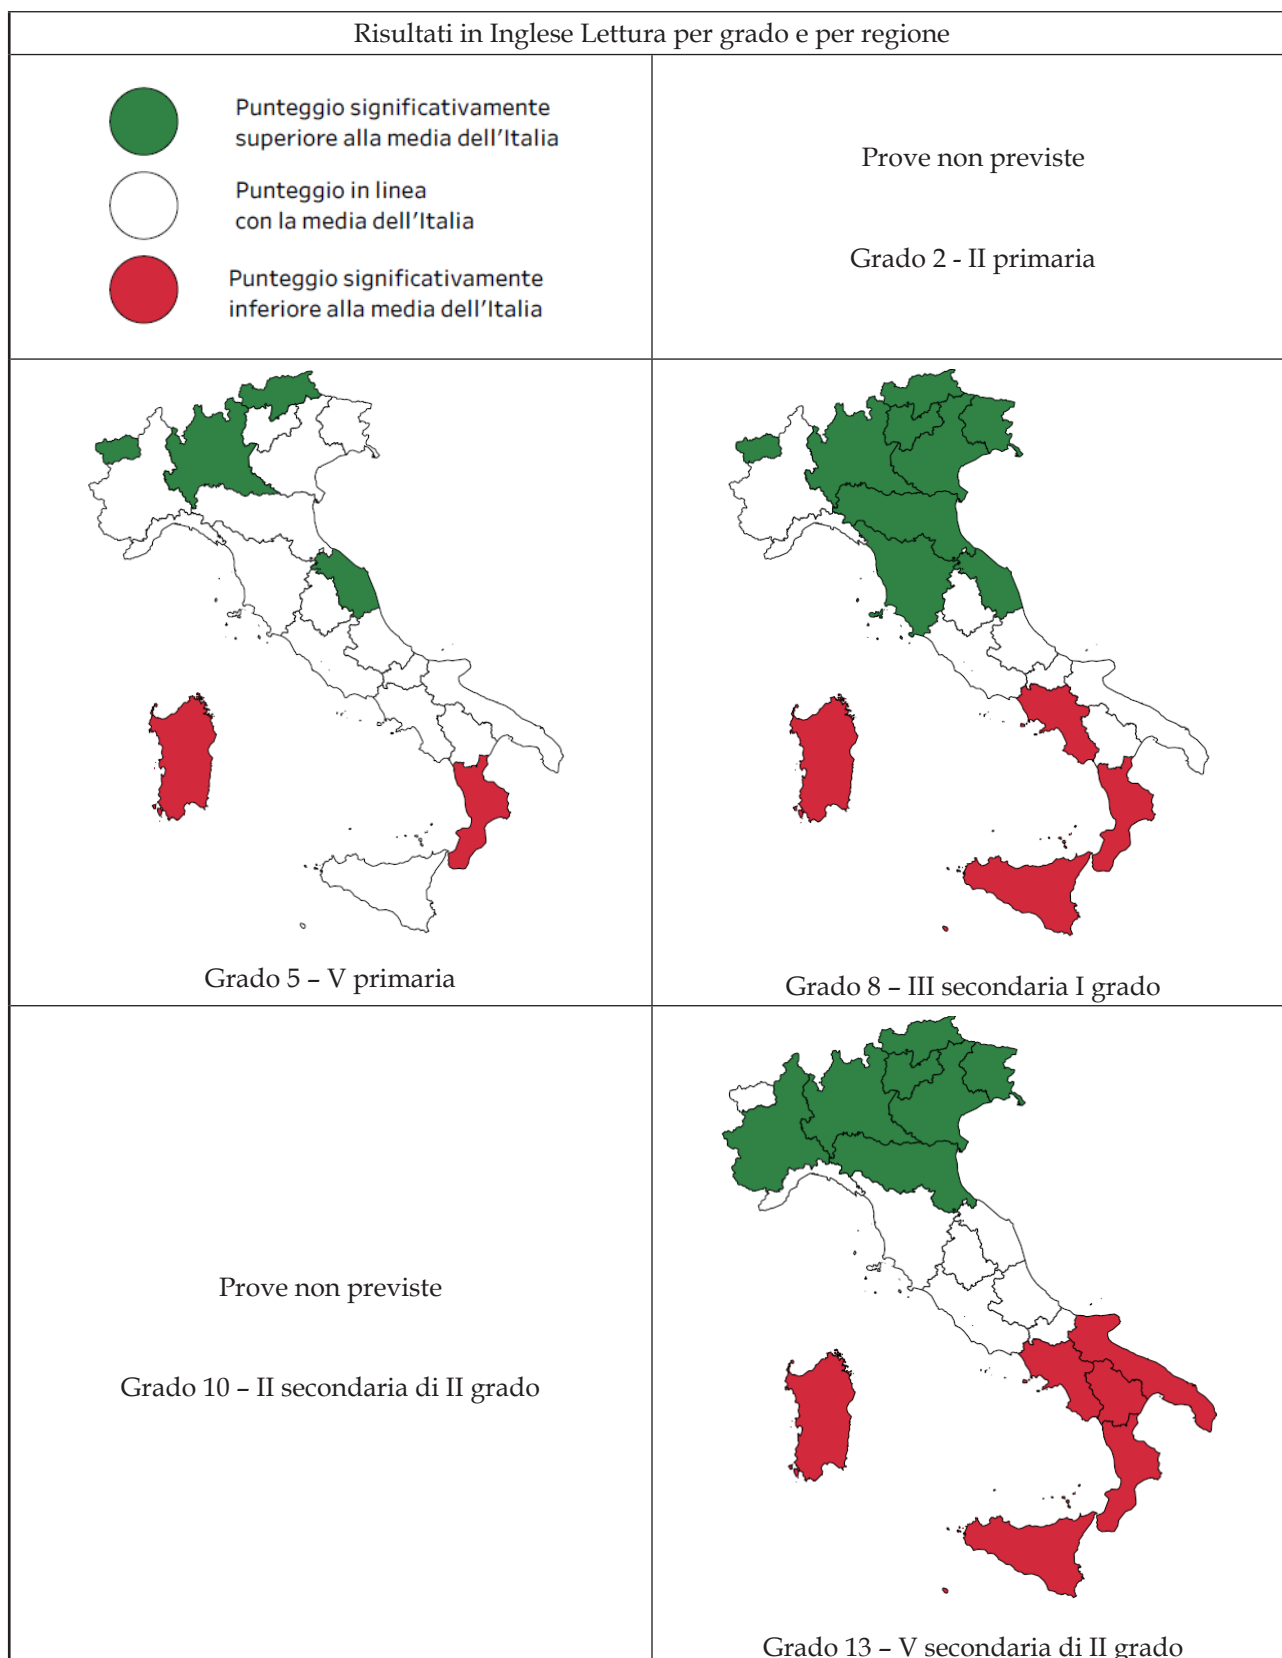 Risultati in Inglese Lettura per grado e per regione
Punteggio significativamente
superiore alla media dell'Italia
Punteggio in linea
con la media dell'Italia
Punteggio significativamente
inferiore alla media dell'Italia
Prove non previste
Grado 2 - II primaria
Grado 5 – V primaria
Grado 8 – III secondaria I grado
Prove non previste
Grado 10 – II secondaria di II grado
Grado 13 – V secondaria di II grado